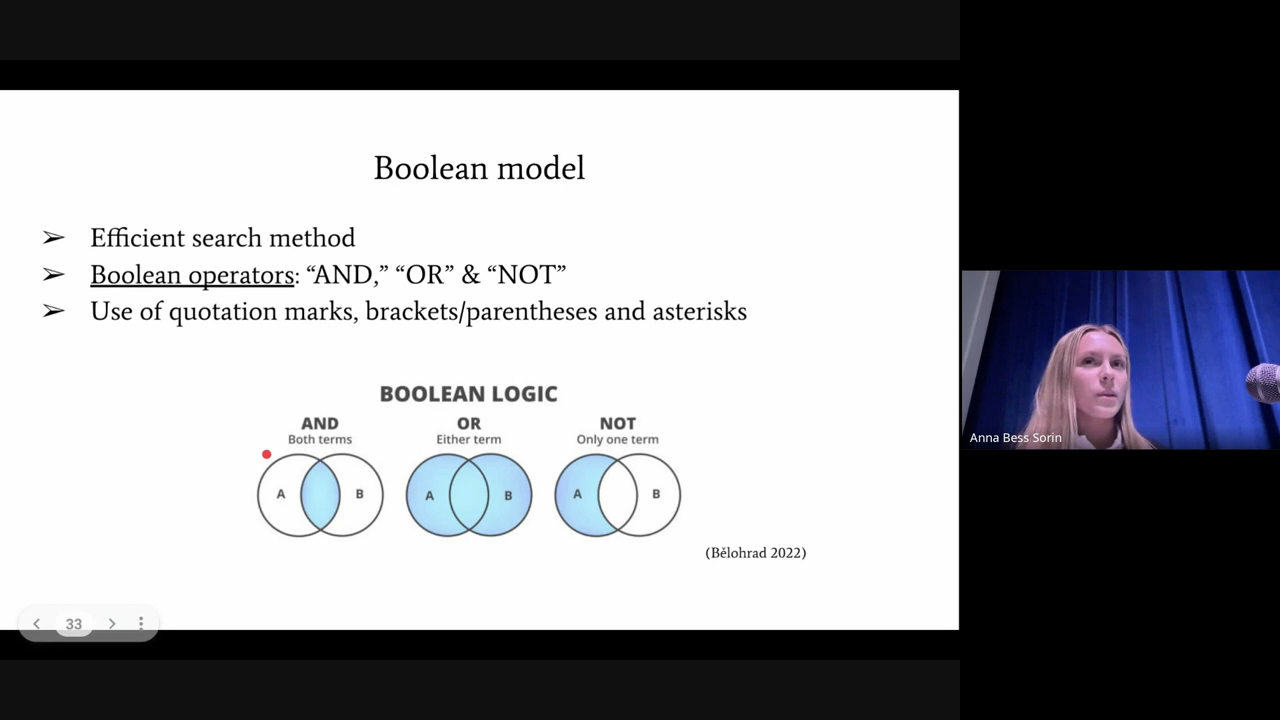 Boolean model
➢ Efficient search method
➢ Boolean operators: “AND,” “OR” & “NOT”
➢ Use of quotation marks, brackets/parentheses and asterisks
BOOLEAN LOGIC
AND OR NOT
Both terms Either term Only one term
A B A B A B
(Bělohrad 2022)
33
Anna Bess Sorin